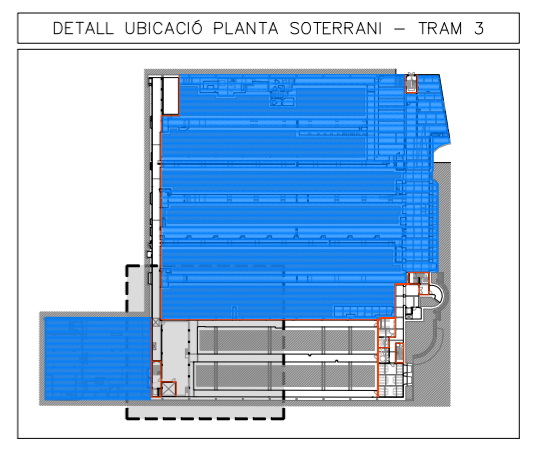 DETALL UBICACIÓ PLANTA SOTERRANI – TRAM 3